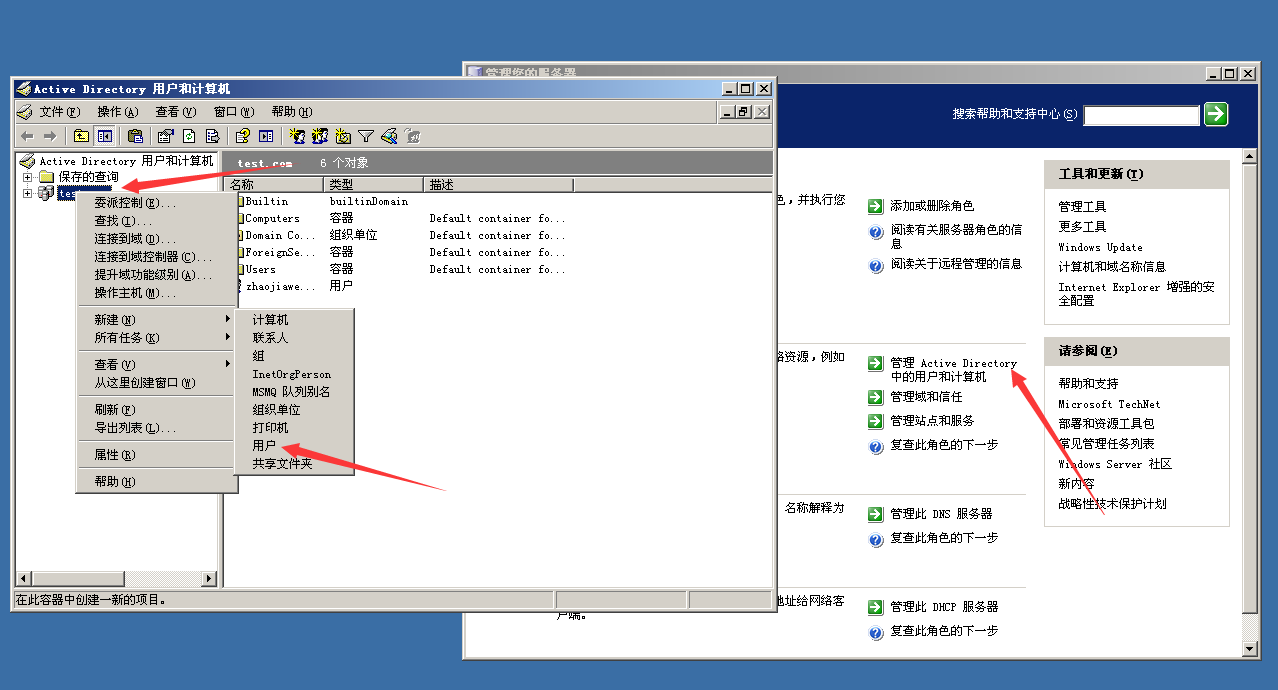 管理您的服务器
Active Directory 用户和计算机
文件(F) 操作(A) 查看(V) 窗口(W) 帮助(H)
Active Directory 用户和计算机
保存的查询
test.com 6 个对象
名称 类型 描述
Builtin builtinDomain
Computers 容器 Default container fo...
Domain Co... 组织单位 Default container fo...
ForeignSe... 容器 Default container fo...
Users 容器 Default container fo...
zhaojiawe... 用户
委派控制(E)...
查找(I)...
连接到域(D)...
连接到域控制器(C)...
提升域功能级别(A)...
操作主机(M)...
新建(N)
所有任务(K)
查看(V)
从这里创建窗口(W)
刷新(F)
导出列表(L)...
属性(R)
帮助(H)
计算机
联系人
组
InetOrgPerson
MSMQ 队列别名
组织单位
打印机
用户
共享文件夹
在此容器中创建一新的项目。
搜索帮助和支持中心(S)
色，并执行您
添加或删除角色
阅读有关服务器角色的信
息
阅读关于远程管理的信息
络资源，例如
管理 Active Directory
中的用户和计算机
管理域和信任
管理站点和服务
复查此角色的下一步
名称解释为
管理此 DNS 服务器
复查此角色的下一步
地址给网络客
户端。
管理此 DHCP 服务器
复查此角色的下一步
工具和更新(T)
管理工具
更多工具
Windows Update
计算机和域名称信息
Internet Explorer 增强的安
全配置
请参阅(E)
帮助和支持
Microsoft TechNet
部署和资源工具包
常见管理任务列表
Windows Server 社区
新内容
战略性技术保护计划